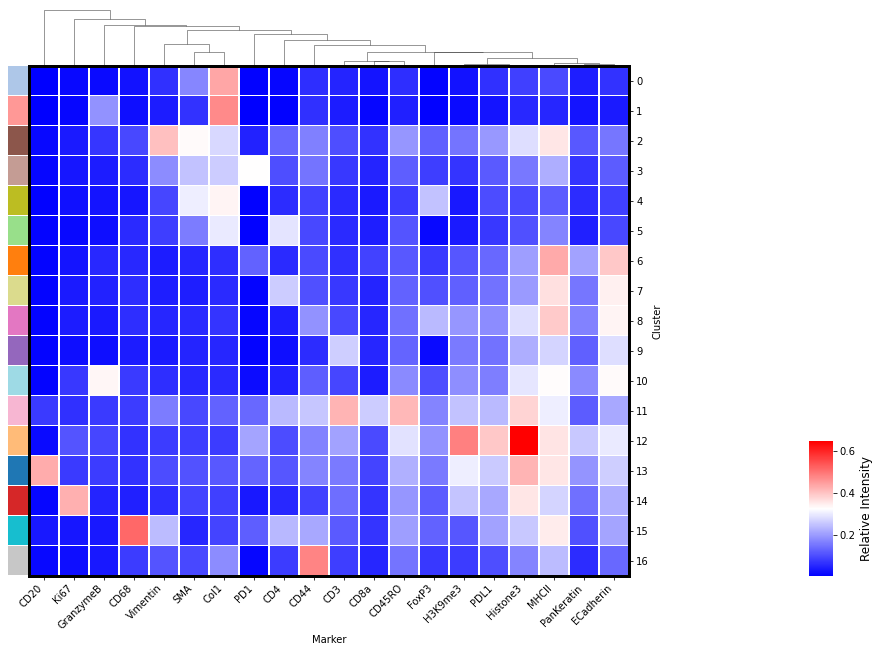 0
1
2
3
4
5
6
7
8
9
10
11
12
13
14
15
16
Cluster
0.6
0.4
0.2
Relative Intensity
CD20
Ki67
GranzymeB
CD68
Vimentin
SMA
Col1
PD1
CD4
CD44
CD3
CD8a
CD45RO
FoxP3
H3K9me3
PDL1
Histone3
MHCII
PanKeratin
ECadherin
Marker